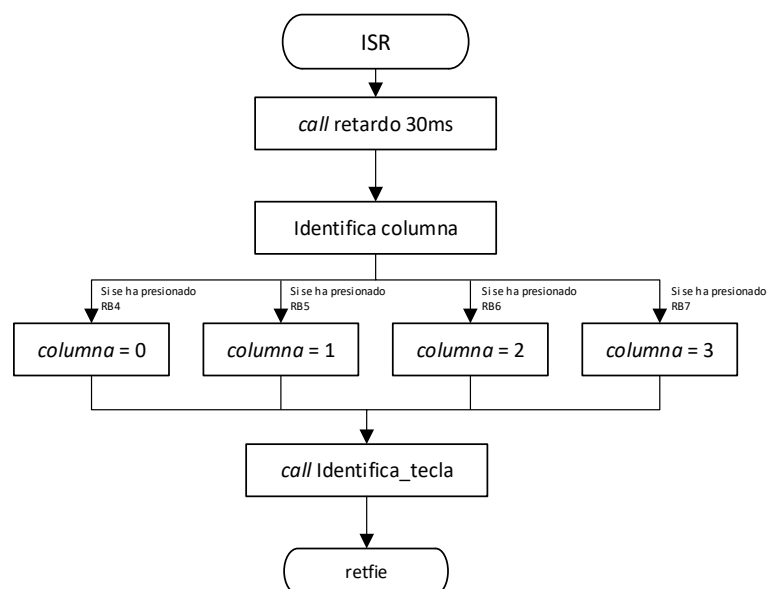 ISR
call retardo 30ms
Identifica columna
Si se ha presionado
RB4
Si se ha presionado
RB5
Si se ha presionado
RB6
Si se ha presionado
RB7
columna = 0
columna = 1
columna = 2
columna = 3
call Identifica_tecla
retfie